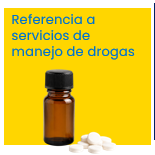 Referencia a
servicios de
manejo de drogas